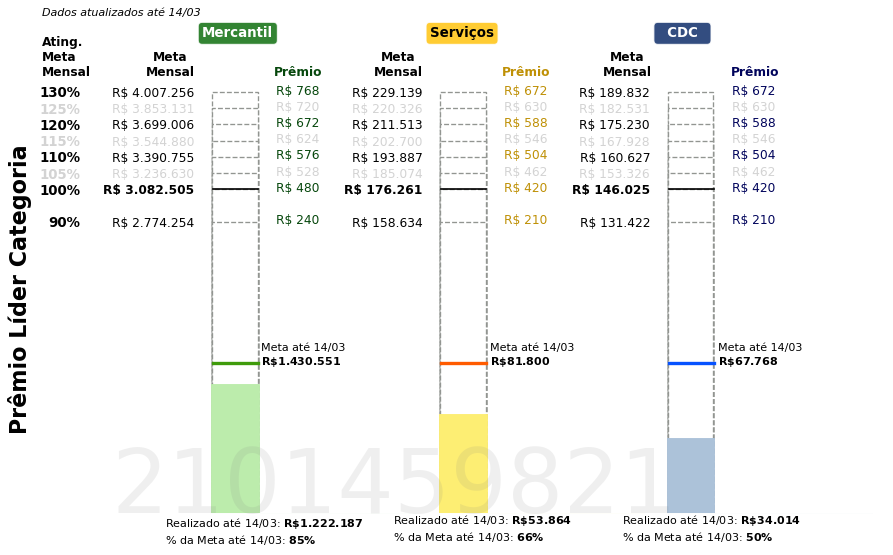 Dados atualizados até 14/03
Mercantil Serviços CDC
Ating. Meta Mensal
Meta Mensal Prêmio Meta Mensal Prêmio Meta Mensal Prêmio
130% R$ 4.007.256 R$ 768 R$ 229.139 R$ 672 R$ 189.832 R$ 672
125% R$ 3.853.131 R$ 720 R$ 220.326 R$ 630 R$ 182.531 R$ 630
120% R$ 3.699.006 R$ 672 R$ 211.513 R$ 588 R$ 175.230 R$ 588
115% R$ 3.544.880 R$ 624 R$ 202.700 R$ 546 R$ 167.928 R$ 546
110% R$ 3.390.755 R$ 576 R$ 193.887 R$ 504 R$ 160.627 R$ 504
105% R$ 3.236.630 R$ 528 R$ 185.074 R$ 462 R$ 153.326 R$ 462
100% R$ 3.082.505 R$ 480 R$ 176.261 R$ 420 R$ 146.025 R$ 420
90% R$ 2.774.254 R$ 240 R$ 158.634 R$ 210 R$ 131.422 R$ 210
Prêmio Líder Categoria
Meta até 14/03 Meta até 14/03 Meta até 14/03
R$1.430.551 R$81.800 R$67.768
2101459821
Realizado até 14/03: R$1.222.187 Realizado até 14/03: R$53.864 Realizado até 14/03: R$34.014
% da Meta até 14/03: 85% % da Meta até 14/03: 66% % da Meta até 14/03: 50%